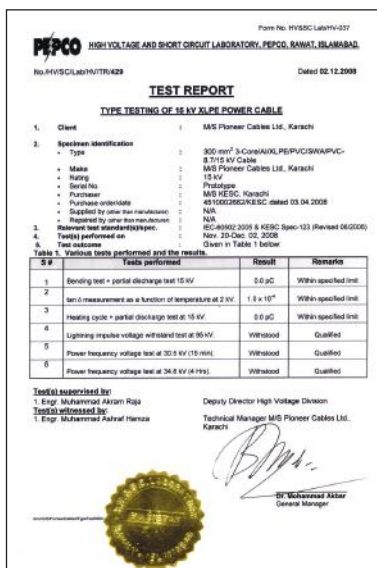 Form No. HV&SC Lab/HV-037
PEPCO HIGH VOLTAGE AND SHORT CIRCUIT LABORATORY, PEPCO, RAWAT, ISLAMABAD.
No./HV/SC/Lab/HV/TR/429 Dated 02.12.2008
TEST REPORT
TYPE TESTING OF 15 kV XLPE POWER CABLE
1. Client : M/S Pioneer Cables Ltd., Karachi
2. Specimen identification
• Type : 300 mm² 3-Core/Al/XLPE/PVC/SWA/PVC-
8.7/15 kV Cable
• Make : M/S Pioneer Cables Ltd., Karachi
• Rating : 15 kV
• Serial No. : Prototype
• Purchaser : M/S KESC, Karachi
• Purchase order/date : 4510002682/KESC dated 03.04.2008
• Supplied by (other than manufacturer) : N/A
• Repaired by (other than manufacturer) : N/A
3. Relevant test standard(s)/spec. : IEC-60502 2005 & KESC Spec-123 (Revised 06/2006)
4. Test(s) performed on : Nov. 20-Dec. 02, 2008
5. Test outcome : Given in Table 1 below
Table 1. Various tests performed and the results.
S # Tests performed Result Remarks
1 Bending test + partial discharge test 15 kV 0.0 pC Within specified limit
2 tan δ measurement as a function of temperature at 2 kV. Within specified limit
3 Heating cycle + partial discharge test at 15 kV. 0.0 pC Within specified limit
4 Lightning impulse voltage withstand test at 95 kV. Withstood Qualified
5 Power frequency voltage test at 30.5 kV (15 min). Withstood Qualified
6 Power frequency voltage test at 34.8 kV (4 Hrs). Withstood Qualified
Test(s) supervised by:
1. Engr. Muhammad Akram Raja Deputy Director High Voltage Division
Test(s) witnessed by:
1. Engr. Muhammad Ashraf Hamza Technical Manager M/S Pioneer Cables Ltd.,
Karachi
Dr. Mohammad Akbar
General Manager